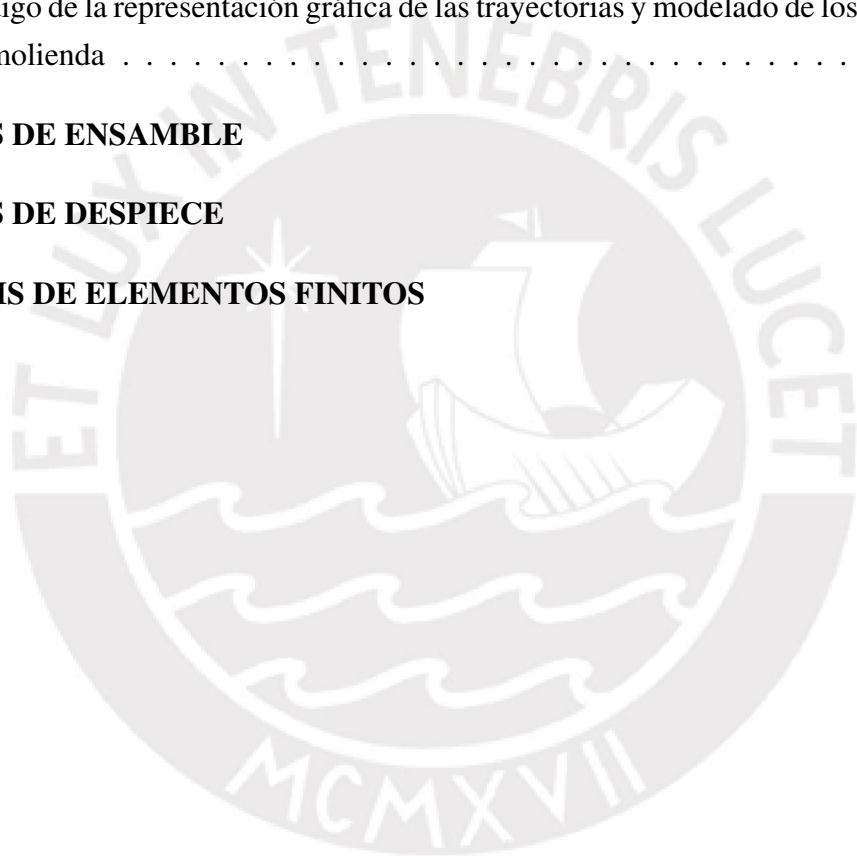 igo de la representación gráfica de las trayectorias y modelado de los
molienda . . . . . . . . . . . . . . . . . . . . . . . . . . . . . . .
S DE ENSAMBLE
S DE DESPIECE
IS DE ELEMENTOS FINITOS
ET LUX IN TENEBRIS LUCET
MCMXVII